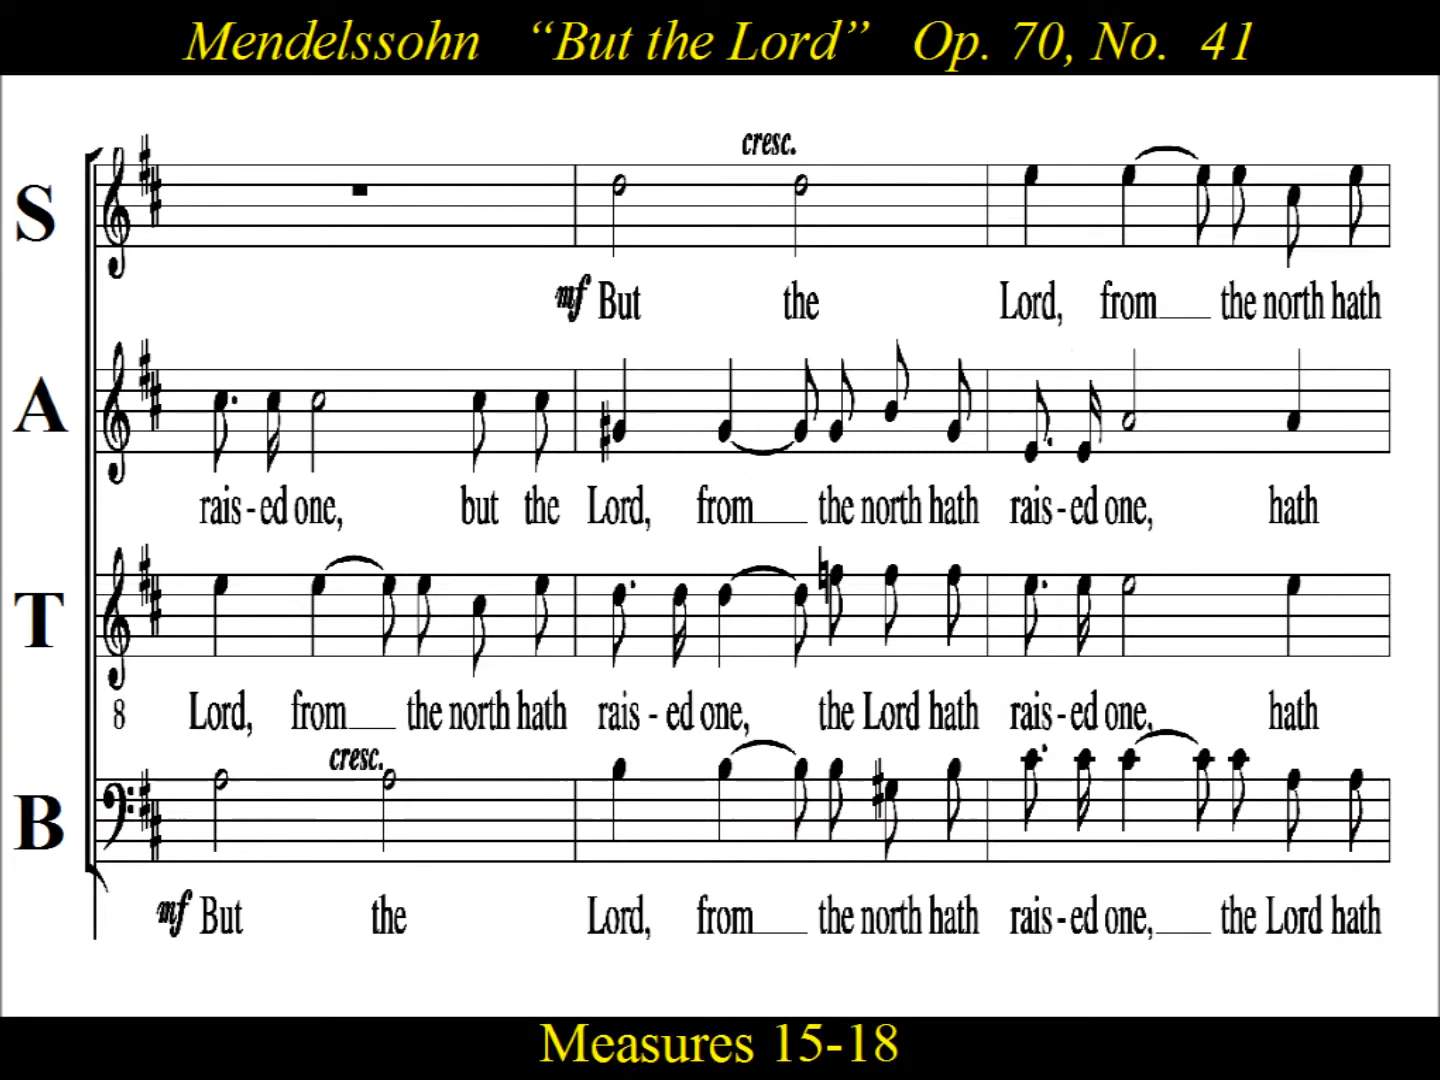 Mendelssohn “But the Lord” Op. 70, No. 41
cresc.
S
mf But the Lord, from the north hath
A
rais - ed one, but the Lord, from the north hath rais - ed one, hath
T
8 Lord, from the north hath rais - ed one, the Lord hath rais - ed one, hath
cresc.
B
mf But the Lord, from the north hath rais - ed one, the Lord hath
Measures 15-18